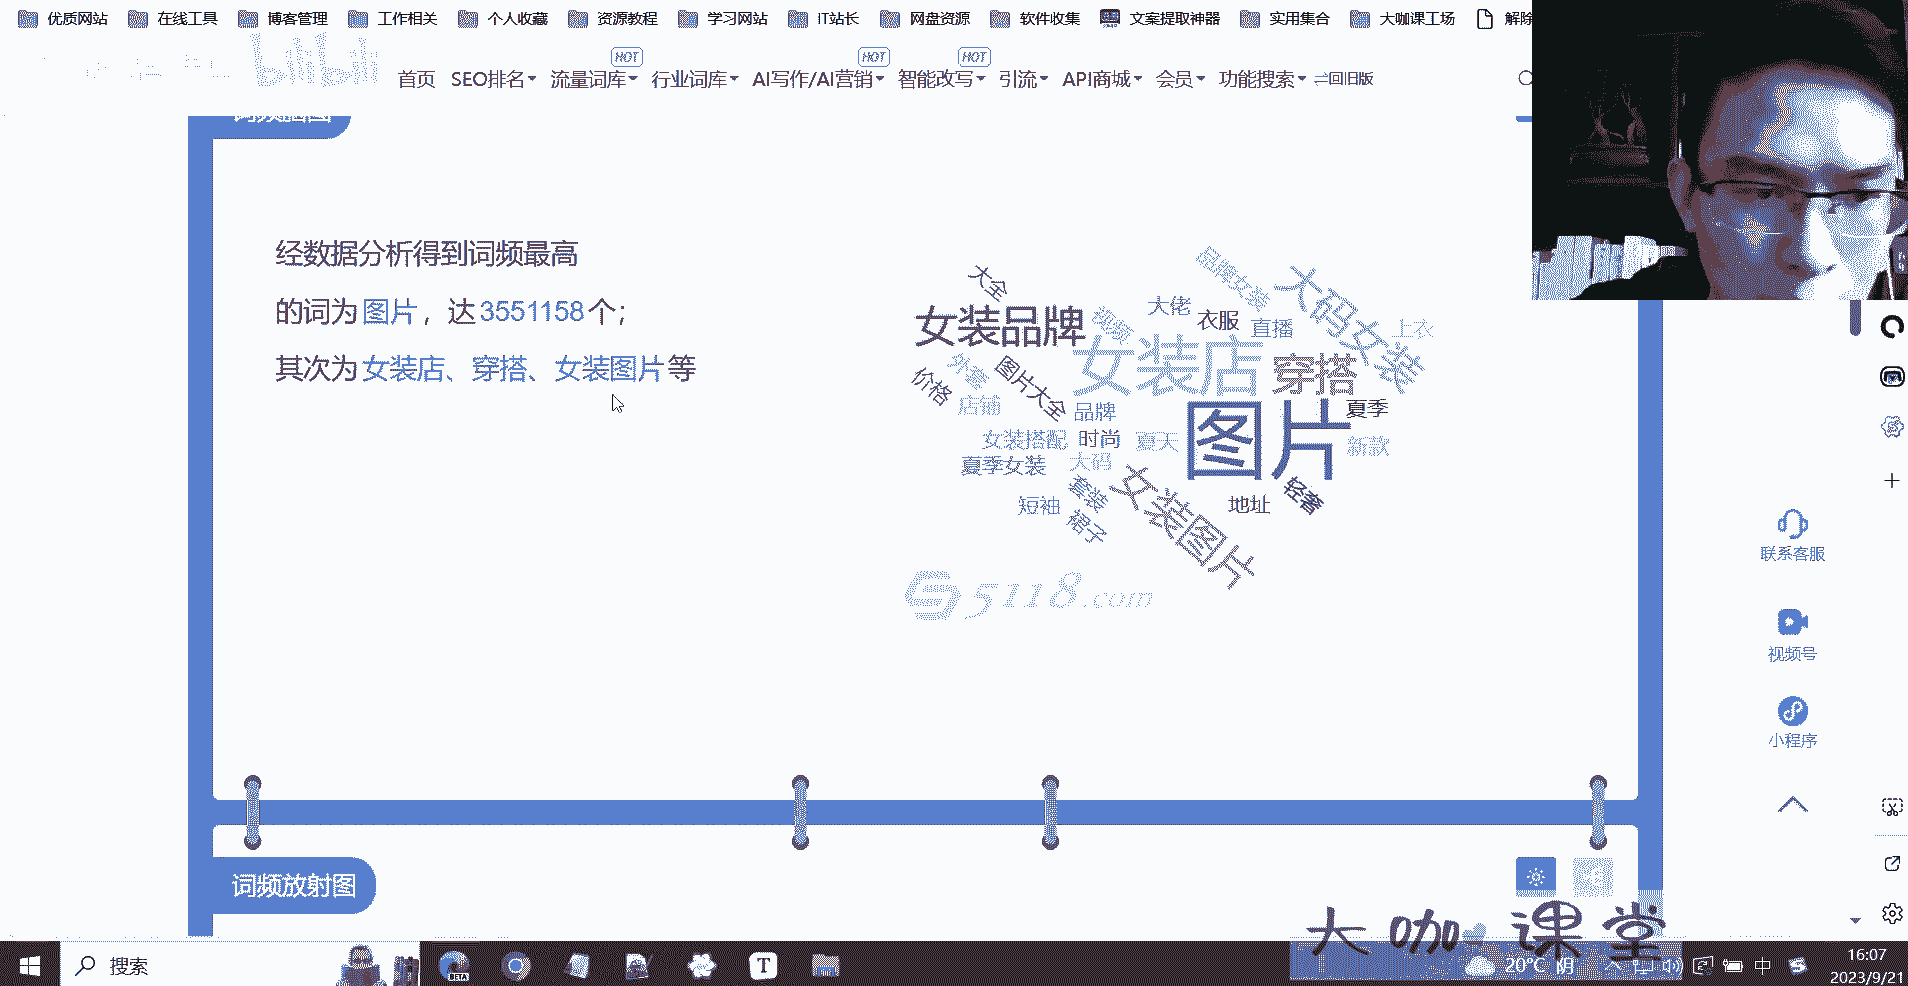 优质网站 在线工具 博客管理 工作相关 个人收藏 资源教程 学习网站 IT站长 网盘资源 软件收集 文案提取神器 实用集合 大咖课工场 解除
bilibili
HOT HOT HOT
首页 SEO排名 流量词库 行业词库 AI写作/AI营销 智能改写 引流 API商城 会员 功能搜索 回旧版
经数据分析得到词频最高
的词为图片，达3551158个；
其次为女装店、穿搭、女装图片等
大全
品牌女装
大码女装
女装品牌
视频
大佬
衣服
直播
上衣
外套
图片大全
女装店
穿搭
价格
店铺
品牌
图片
夏季
女装搭配
时尚
夏天
新款
夏季女装
大码
套装
女装图片
短袖
裙子
地址
轻奢
5118.com
联系客服
视频号
小程序
词频放射图
大咖课堂
搜索
BETA
T
20°C 阴
中
16:07
2023/9/21